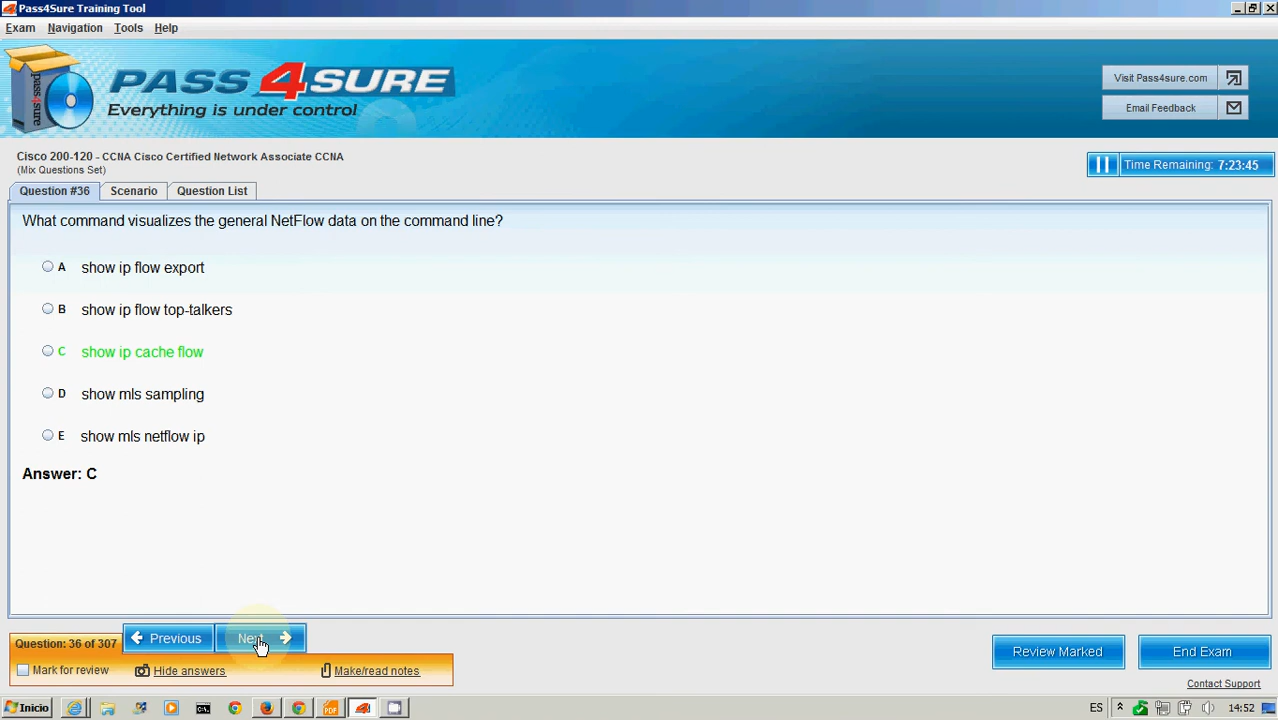 Pass4Sure Training Tool
Exam Navigation Tools Help
PASS4SURE
Everything is under control
pass4sure
Visit Pass4sure.com
Email Feedback
Cisco 200-120 - CCNA Cisco Certified Network Associate CCNA
(Mix Questions Set)
Time Remaining: 7:23:45
Question #36 Scenario Question List
What command visualizes the general NetFlow data on the command line?
A show ip flow export
B show ip flow top-talkers
C show ip cache flow
D show mls sampling
E show mls netflow ip
Answer: C
Question: 36 of 307
Previous
Next
Review Marked
End Exam
Mark for review
Hide answers
Make/read notes
Contact Support
Inicio
PDF
ES
14:52